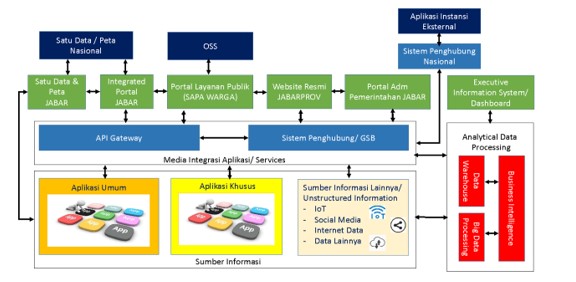 Aplikasi Instansi
Eksternal
Satu Data / Peta
Nasional
OSS
Sistem Penghubung
Nasional
Satu Data &
Peta
JABAR
Integrated
Portal
JABAR
Portal Layanan Publik
(SAPA WARGA)
Website Resmi
JABARPROV
Portal Adm
Pemerintahan JABAR
Executive
Information System/
Dashboard
API Gateway
Sistem Penghubung/ GSB
Media Integrasi Aplikasi/ Services
Analytical Data
Processing
Data
Warehouse
Big Data
Processing
Business Intelligence
Aplikasi Umum
App
Aplikasi Khusus
App
Sumber Informasi Lainnya/
Unstructured Information
- IoT
- Social Media
- Internet Data
- Data Lainnya
Sumber Informasi